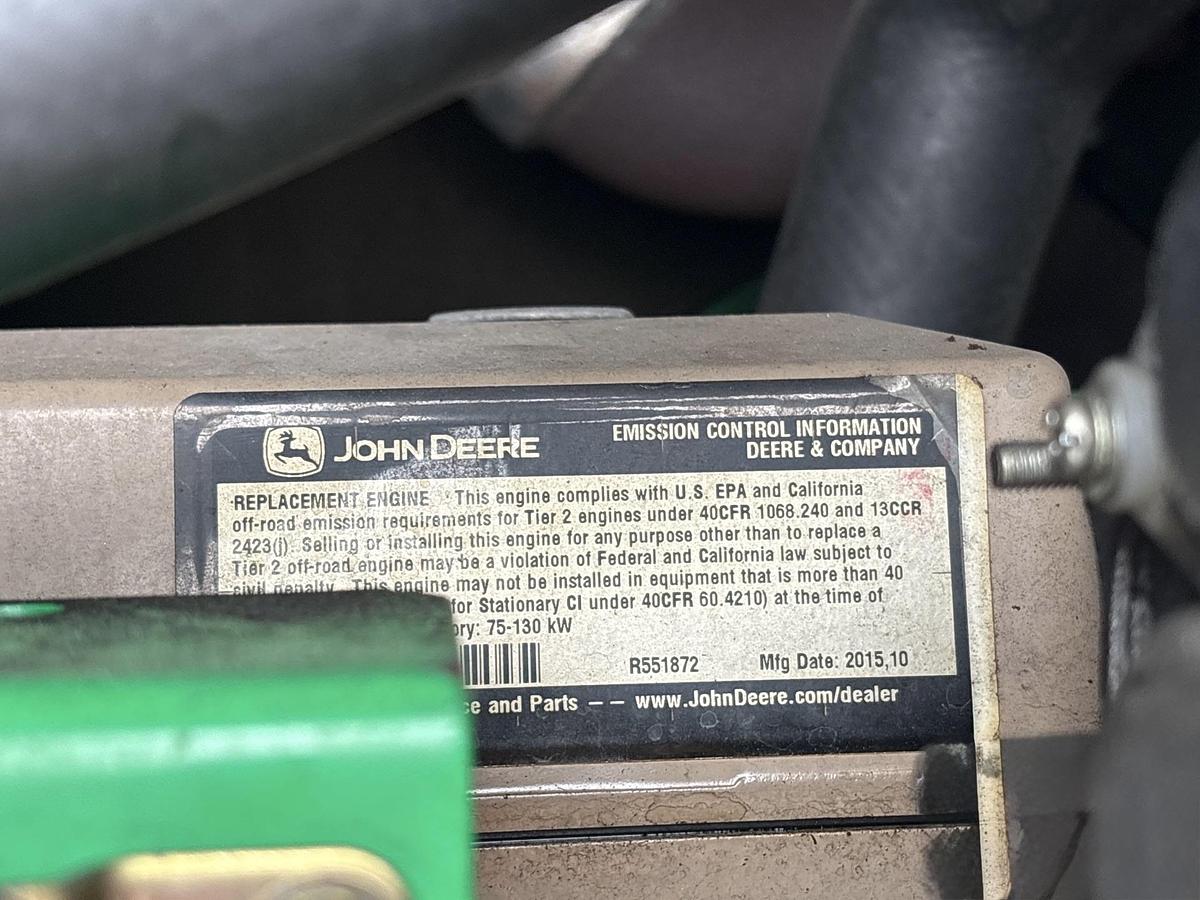 JOHN DEERE
EMISSION CONTROL INFORMATION
DEERE & COMPANY
REPLACEMENT ENGINE This engine complies with U.S. EPA and California
off-road emission requirements for Tier 2 engines under 40CFR 1068.240 and 13CCR
2423(j). Selling or installing this engine for any purpose other than to replace a
Tier 2 off-road engine may be a violation of Federal and California law subject to
civil penalty. This engine may not be installed in equipment that is more than 40
for Stationary CI under 40CFR 60.4210) at the time of
ory: 75-130 kW
R551872 Mfg Date: 2015,10
ce and Parts –– www.JohnDeere.com/dealer